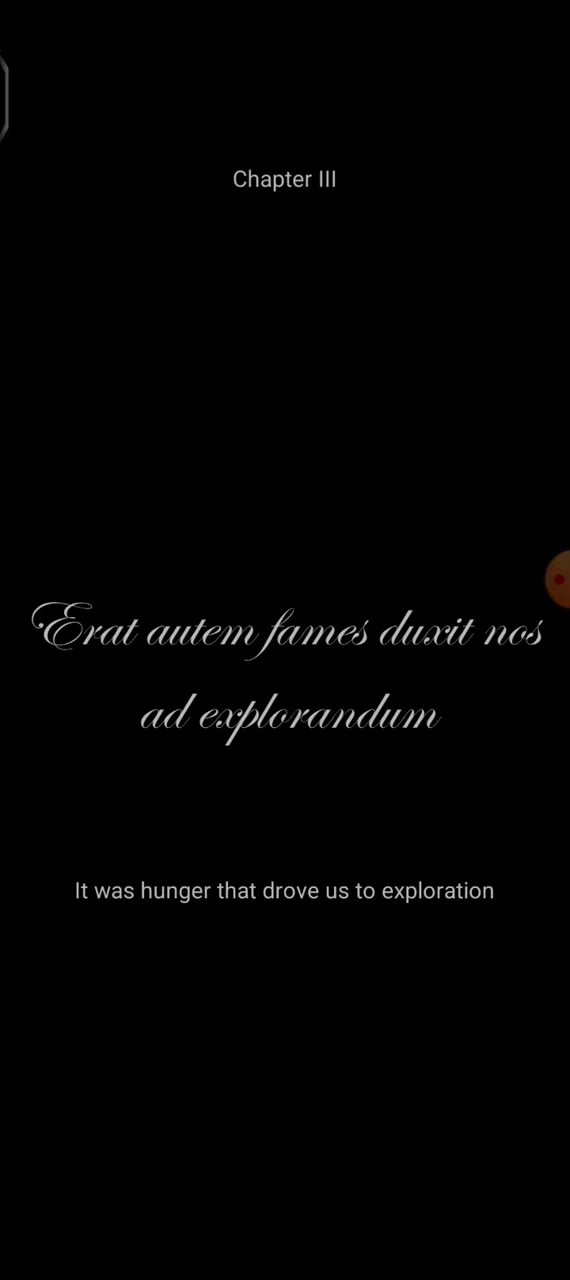 Chapter III
Erat autem fames duxit nos
ad explorandum
It was hunger that drove us to exploration